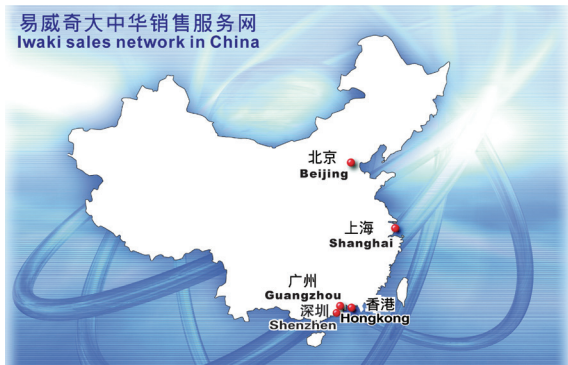 易威奇大中华销售服务网
Iwaki sales network in China
北京
Beijing
上海
Shanghai
广州
Guangzhou
深圳
Shenzhen
香港
Hongkong